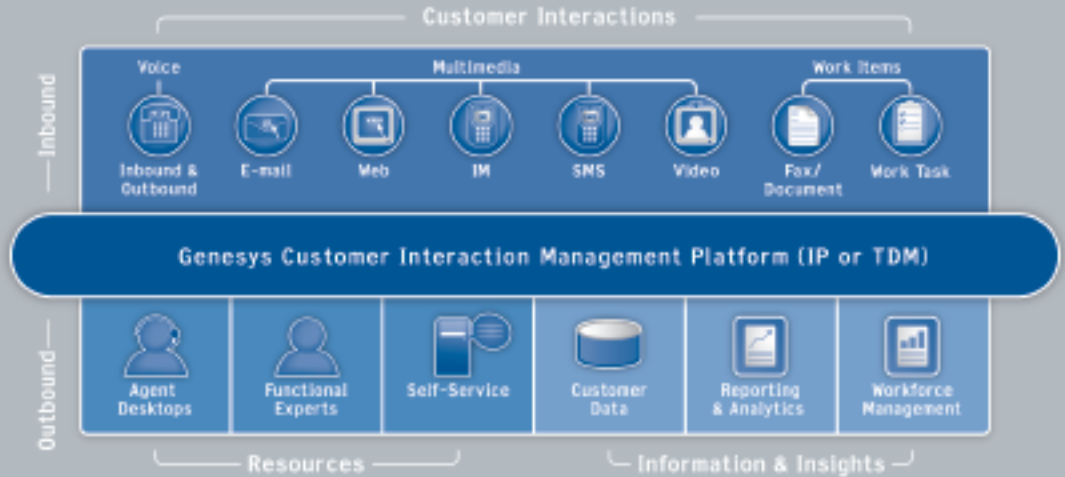 Customer Interactions
Inbound
Voice
Multimedia
Work Items
Inbound &
Outbound
E-mail
Web
IM
SMS
Video
Fax/
Document
Work Task
Genesys Customer Interaction Management Platform (IP or TDM)
Outbound
Agent
Desktops
Functional
Experts
Self-Service
Customer
Data
Reporting
& Analytics
Workforce
Management
Resources
Information & Insights